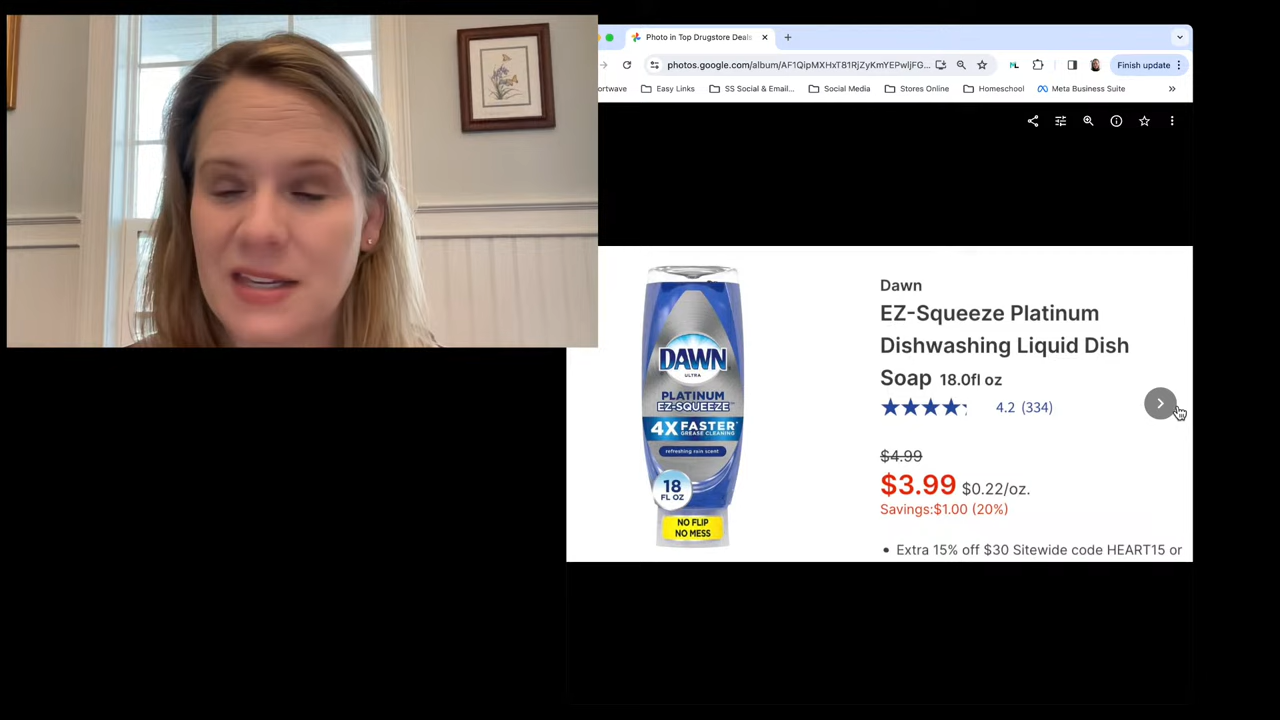 Photo in Top Drugstore Deals
photos.google.com/album/AF1QipMXHxT81RjZyKmYEPwljFG...
Finish update
Easy Links
SS Social & Email...
Social Media
Stores Online
Homeschool
Meta Business Suite
Dawn
EZ-Squeeze Platinum
Dishwashing Liquid Dish
Soap 18.0fl oz
4.2 (334)
$4.99
$3.99 $0.22/oz.
Savings:$1.00 (20%)
Extra 15% off $30 Sitewide code HEART15 or
DAWN
ULTRA
PLATINUM
EZ-SQUEEZE
4X FASTER
GREASE CLEANING
refreshing rain scent
18
FL OZ
NO FLIP
NO MESS